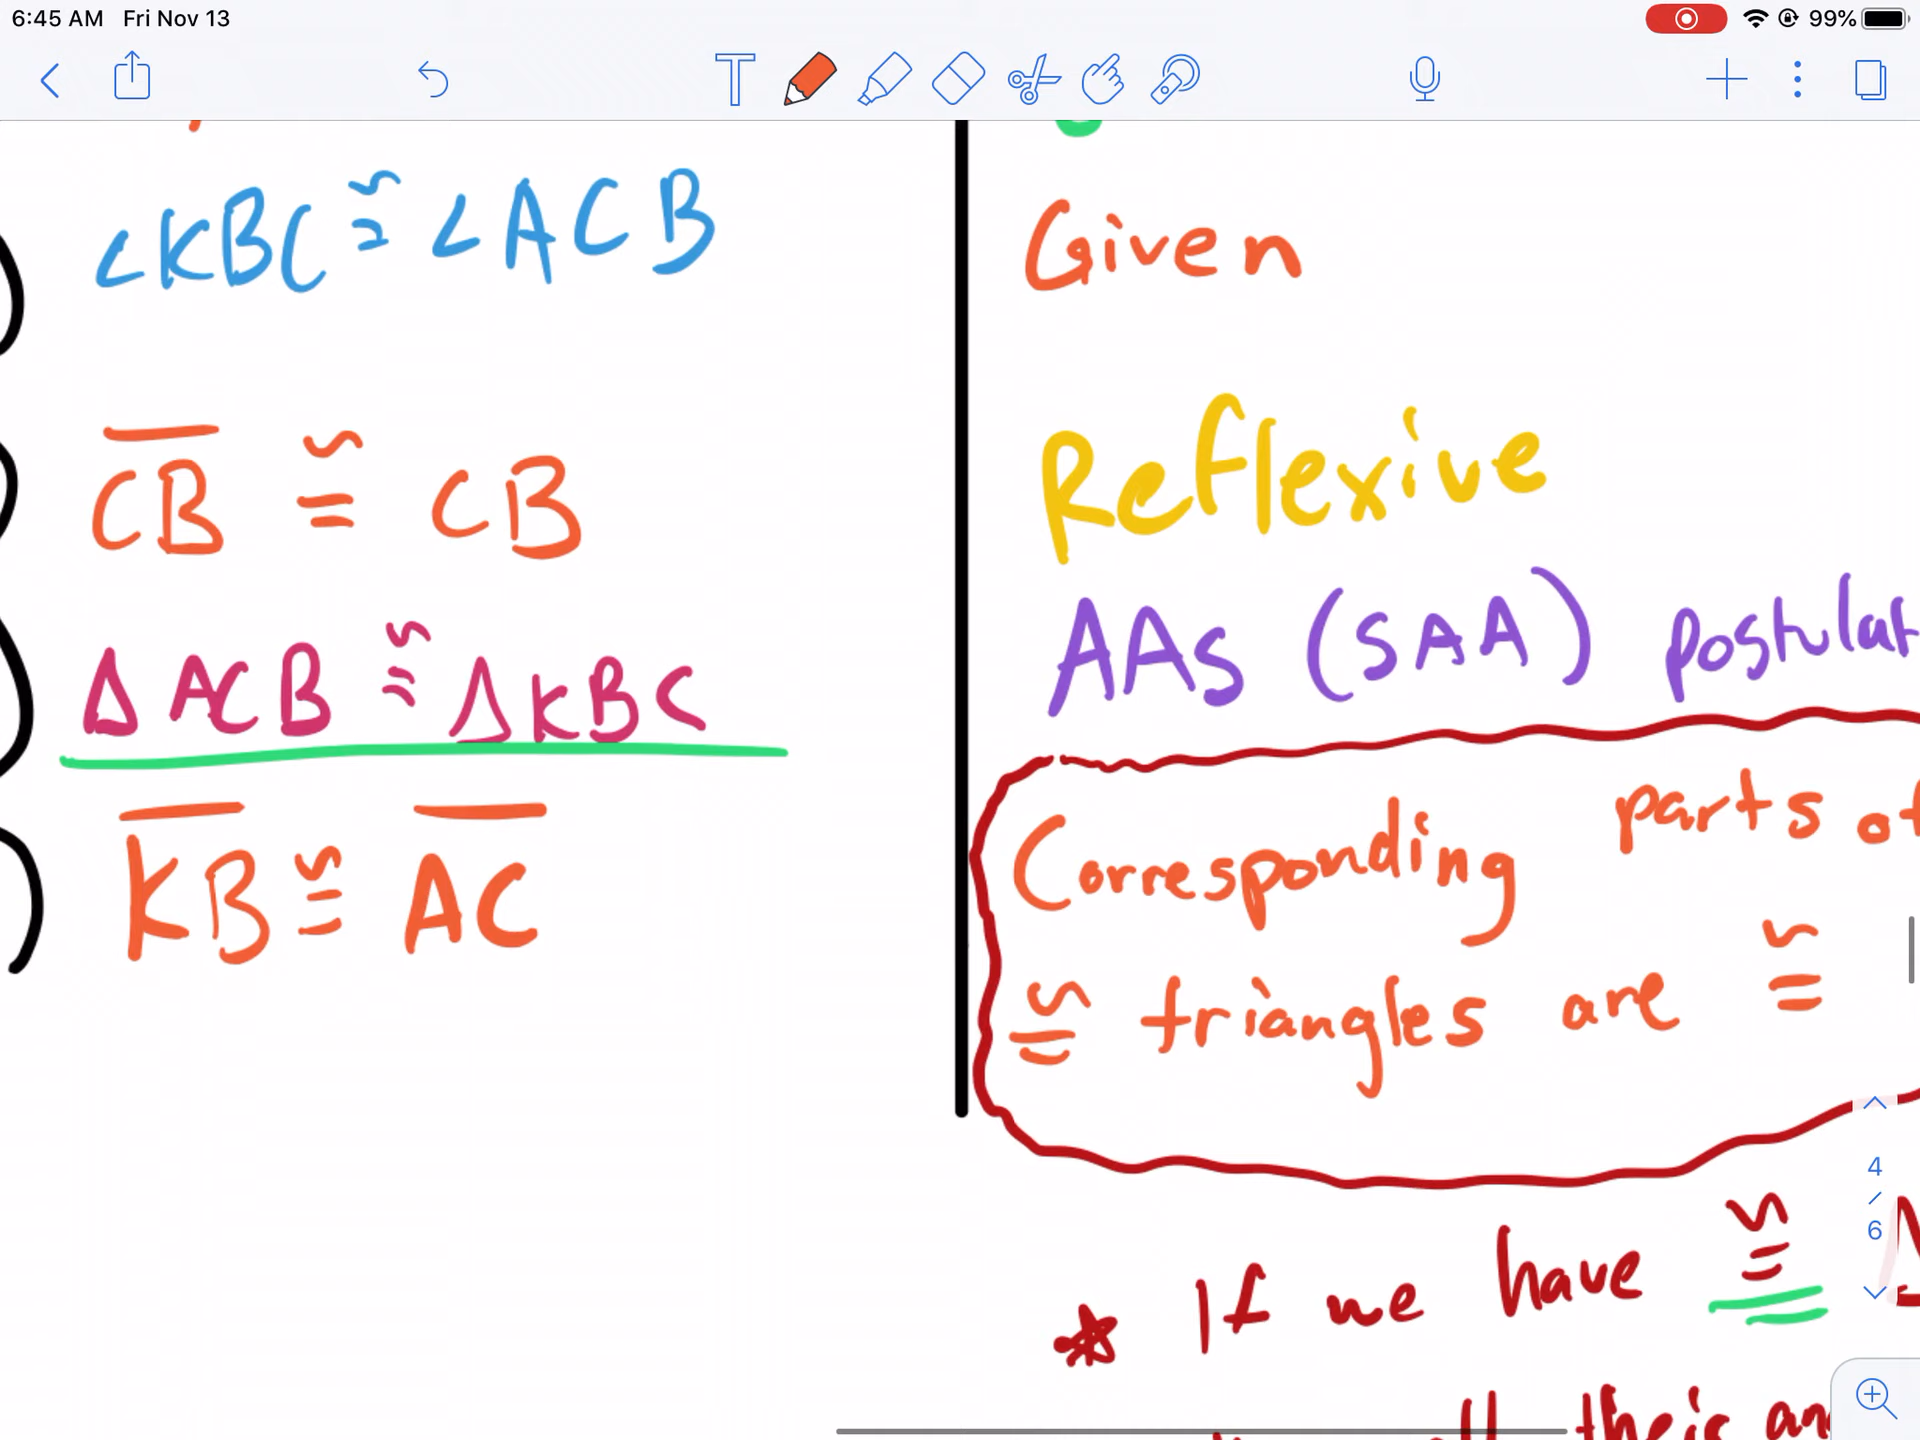 6:45 AM Fri Nov 13
99%
T
∠KBC ≅ ∠ACB
Given
CB ≅ CB
Reflexive
ΔACB ≅ ΔKBC
AAS (SAA) postulat
KB ≅ AC
Corresponding parts of
≅ triangles are ≅
* If we have ≅
4
/
6